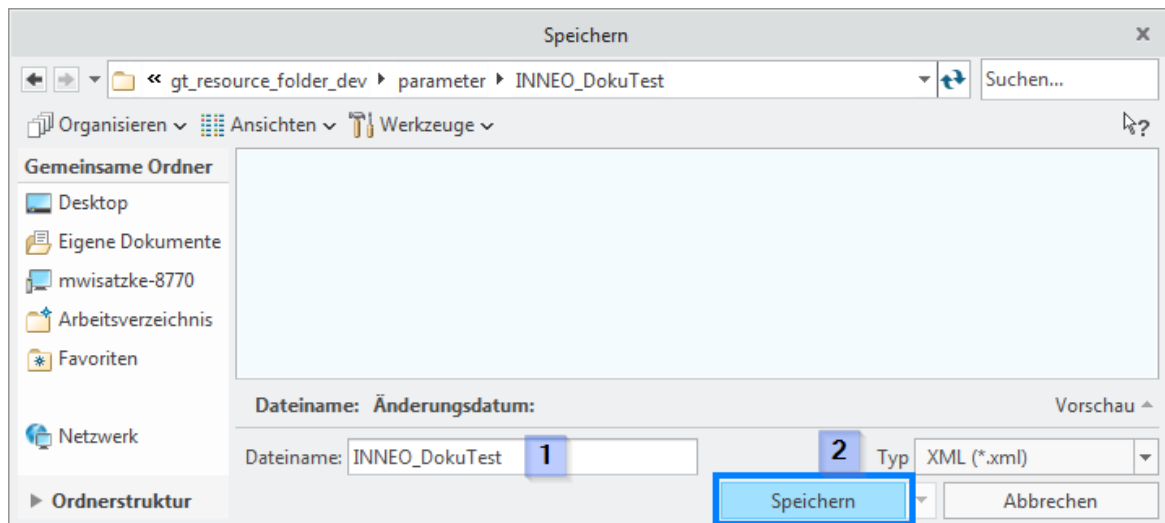 Speichern
« gt_resource_folder_dev parameter INNEO_DokuTest Suchen...
Organisieren Ansichten Werkzeuge ?
Gemeinsame Ordner
Desktop
Eigene Dokumente
mwisatzke-8770
Arbeitsverzeichnis
Favoriten
Dateiname: Änderungsdatum: Vorschau
Netzwerk
Dateiname: INNEO_DokuTest 1 2 Typ XML (*.xml)
Ordnerstruktur Speichern Abbrechen